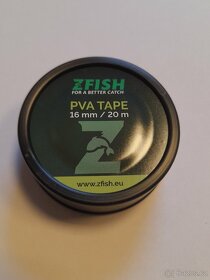 ZFISH
FOR A BETTER CATCH
PVA TAPE
16 mm / 20 m
Z
www.zfish.eu